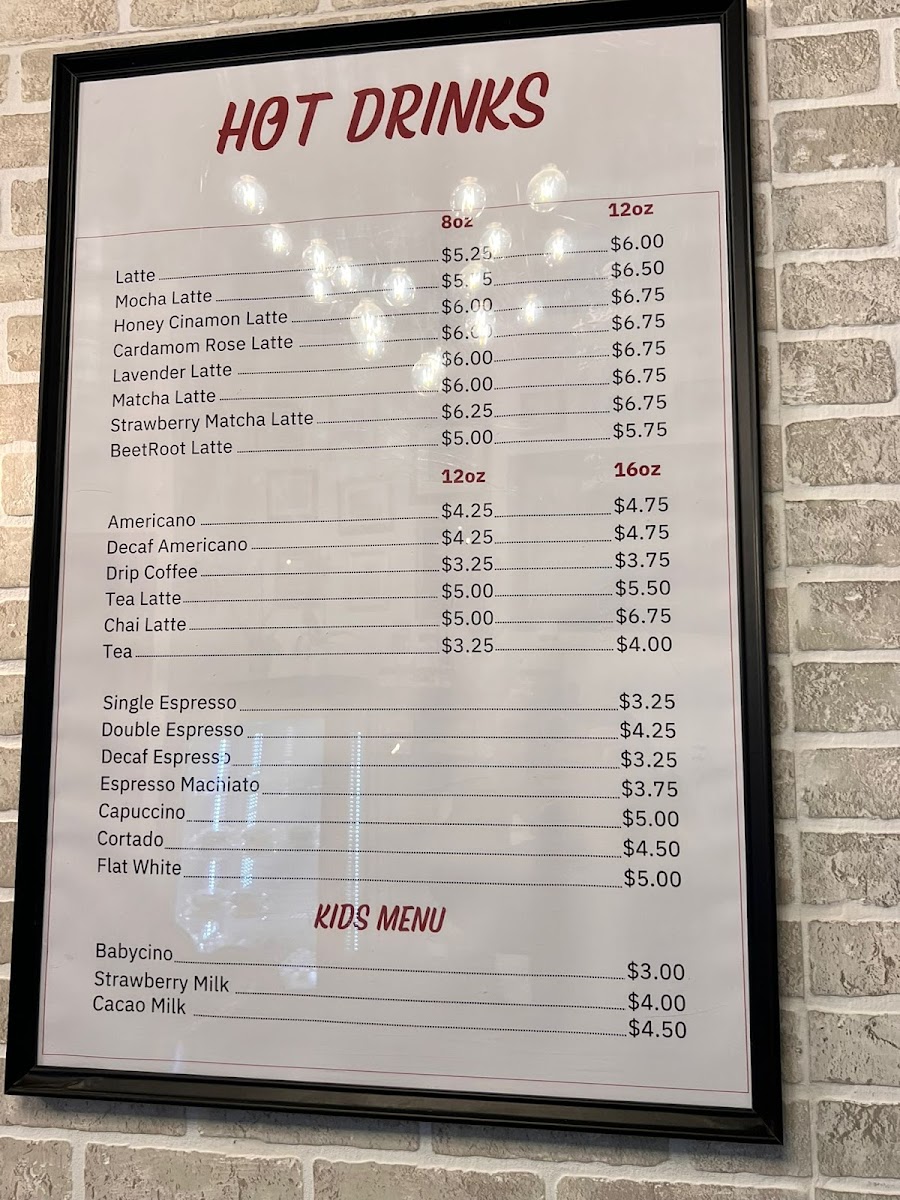 HOT DRINKS
8oz 12oz
Latte $5.25 $6.00
Mocha Latte $6.50
Honey Cinamon Latte $6.00 $6.75
Cardamom Rose Latte $6.75
Lavender Latte $6.00 $6.75
Matcha Latte $6.00 $6.75
Strawberry Matcha Latte $6.25 $6.75
BeetRoot Latte $5.00 $5.75
12oz 16oz
Americano $4.25 $4.75
Decaf Americano $4.25 $4.75
Drip Coffee $3.25 $3.75
Tea Latte $5.00 $5.50
Chai Latte $5.00 $6.75
Tea $3.25 $4.00
Single Espresso $3.25
Double Espresso $4.25
Decaf Espresso $3.25
Espresso Machiato $3.75
Capuccino $5.00
Cortado $4.50
Flat White $5.00
KIDS MENU
Babycino $3.00
Strawberry Milk $4.00
Cacao Milk $4.50